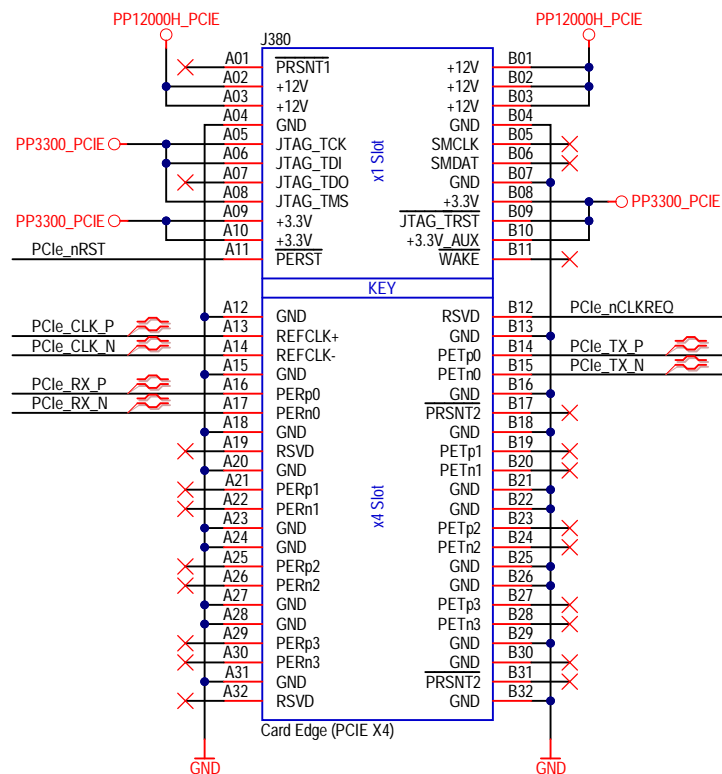 PP12000H_PCIE PP12000H_PCIE
J380
A01 PRSNT1 +12V B01
A02 +12V +12V B02
A03 +12V +12V B03
A04 GND GND B04
PP3300_PCIE A05 JTAG_TCK SMCLK B05
A06 JTAG_TDI SMDAT B06
A07 JTAG_TDO GND B07
A08 JTAG_TMS +3.3V B08 PP3300_PCIE
PP3300_PCIE A09 +3.3V JTAG_TRST B09
A10 +3.3V +3.3V_AUX B10
PCIe_nRST A11 PERST WAKE B11
x1 Slot
KEY
A12 GND RSVD B12 PCIe_nCLKREQ
PCIe_CLK_P A13 REFCLK+ GND B13
PCIe_CLK_N A14 REFCLK- PETp0 B14 PCIe_TX_P
A15 GND PETn0 B15 PCIe_TX_N
PCIe_RX_P A16 PERp0 GND B16
PCIe_RX_N A17 PERn0 PRSNT2 B17
A18 GND GND B18
A19 RSVD PETp1 B19
A20 GND PETn1 B20
A21 PERp1 GND B21
A22 PERn1 GND B22
A23 GND PETp2 B23
A24 GND PETn2 B24
A25 PERp2 GND B25
A26 PERn2 GND B26
A27 GND PETp3 B27
A28 GND PETn3 B28
A29 PERp3 GND B29
A30 PERn3 GND B30
A31 GND PRSNT2 B31
A32 RSVD GND B32
x4 Slot
Card Edge (PCIE X4)
GND GND